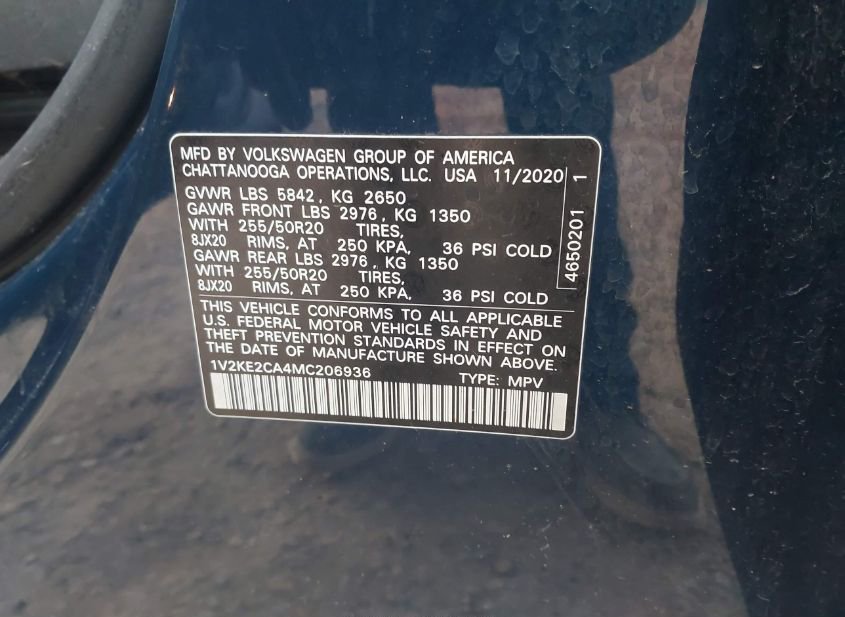 MFD BY VOLKSWAGEN GROUP OF AMERICA
CHATTANOOGA OPERATIONS, LLC. USA 11/2020
GVWR LBS 5842 , KG 2650
GAWR FRONT LBS 2976 , KG 1350
WITH 255/50R20 TIRES,
8JX20 RIMS, AT 250 KPA, 36 PSI COLD
GAWR REAR LBS 2976 , KG 1350
WITH 255/50R20 TIRES,
8JX20 RIMS, AT 250 KPA, 36 PSI COLD
THIS VEHICLE CONFORMS TO ALL APPLICABLE
U.S. FEDERAL MOTOR VEHICLE SAFETY AND
THEFT PREVENTION STANDARDS IN EFFECT ON
THE DATE OF MANUFACTURE SHOWN ABOVE.
1V2KE2CA4MC206936 TYPE: MPV
4650201 1